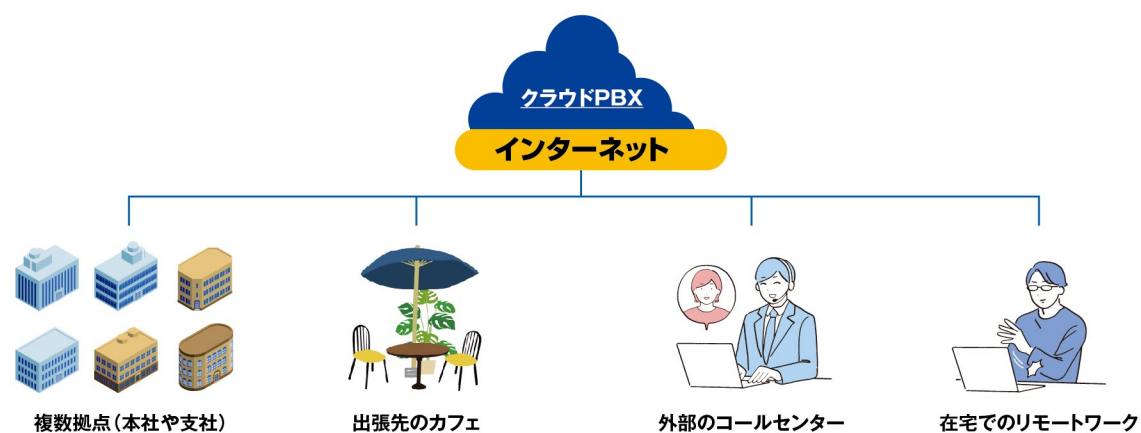 クラウドPBX
インターネット
複数拠点（本社や支社）
出張先のカフェ
外部のコールセンター
在宅でのリモートワーク